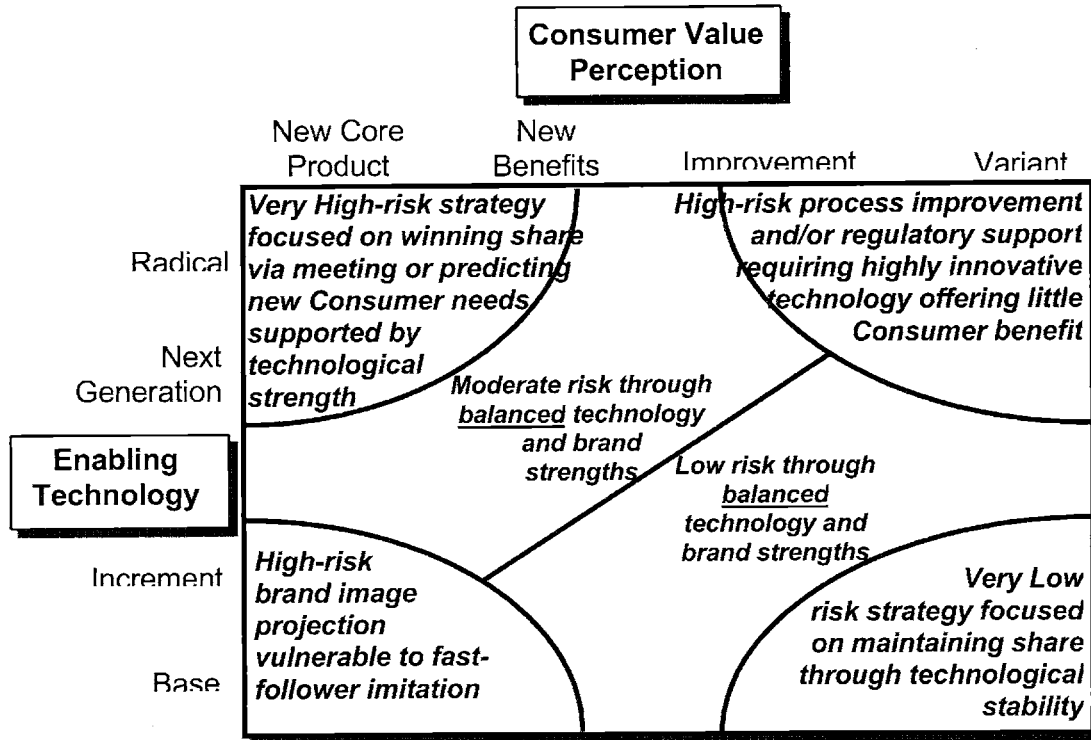 Consumer Value
Perception
New Core
Product
New
Benefits
Improvement
Variant
Radical
Next
Generation
Enabling
Technology
Increment
Base
Very High-risk strategy
focused on winning share
via meeting or predicting
new Consumer needs
supported by
technological
strength
High-risk process improvement
and/or regulatory support
requiring highly innovative
technology offering little
Consumer benefit
Moderate risk through
balanced technology
and brand
strengths
Low risk through
balanced
technology and
brand strengths
High-risk
brand image
projection
vulnerable to fast-
follower imitation
Very Low
risk strategy focused
on maintaining share
through technological
stability